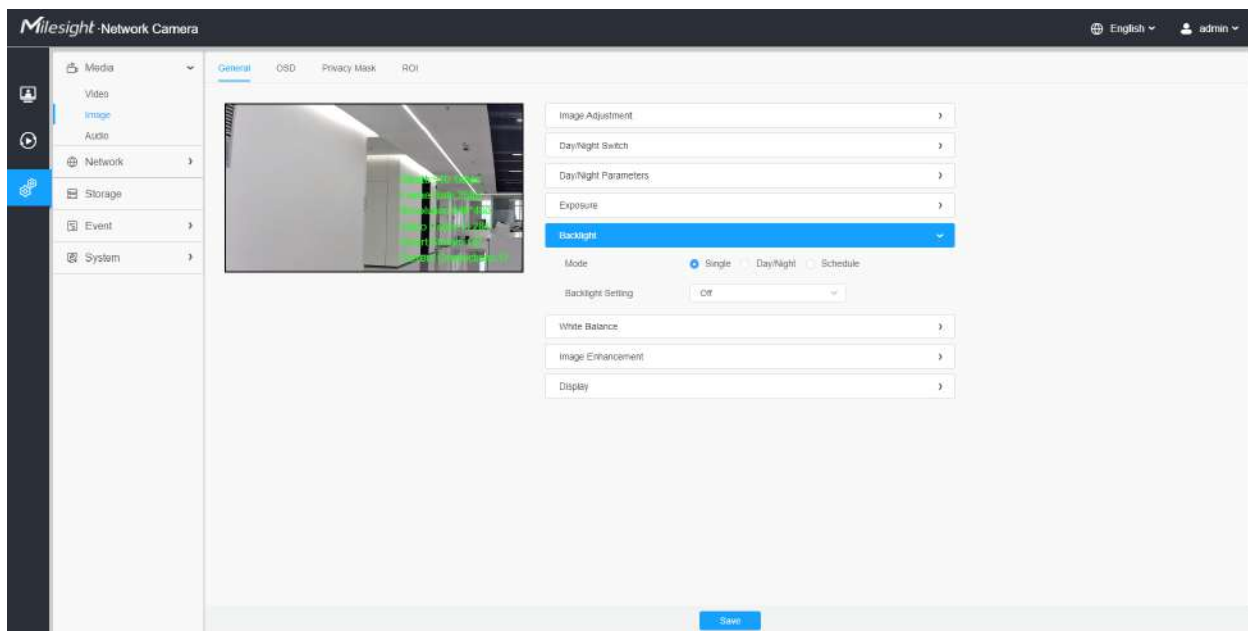 Milesight · Network Camera
English
admin
Media
Video
Image
Audio
Network
Storage
Event
System
General OSD Privacy Mask ROI
Image Adjustment
Day/Night Switch
Day/Night Parameters
Exposure
Backlight
Mode Single Day/Night Schedule
Backlight Setting Off
White Balance
Image Enhancement
Display
Save